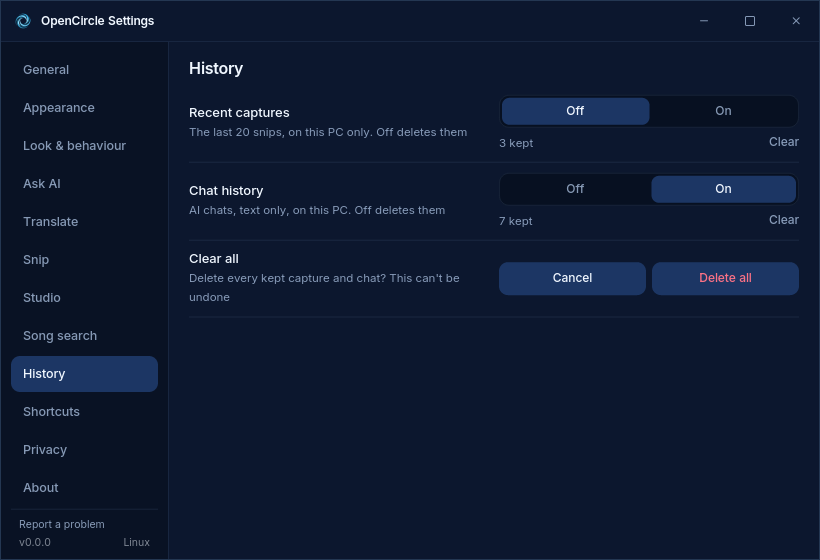 OpenCircle Settings
General
Appearance
Look & behaviour
Ask AI
Translate
Snip
Studio
Song search
History
Shortcuts
Privacy
About
Report a problem
v0.0.0 Linux
History
Recent captures
The last 20 snips, on this PC only. Off deletes them
Off On
3 kept Clear
Chat history
AI chats, text only, on this PC. Off deletes them
Off On
7 kept Clear
Clear all
Delete every kept capture and chat? This can't be
undone
Cancel Delete all